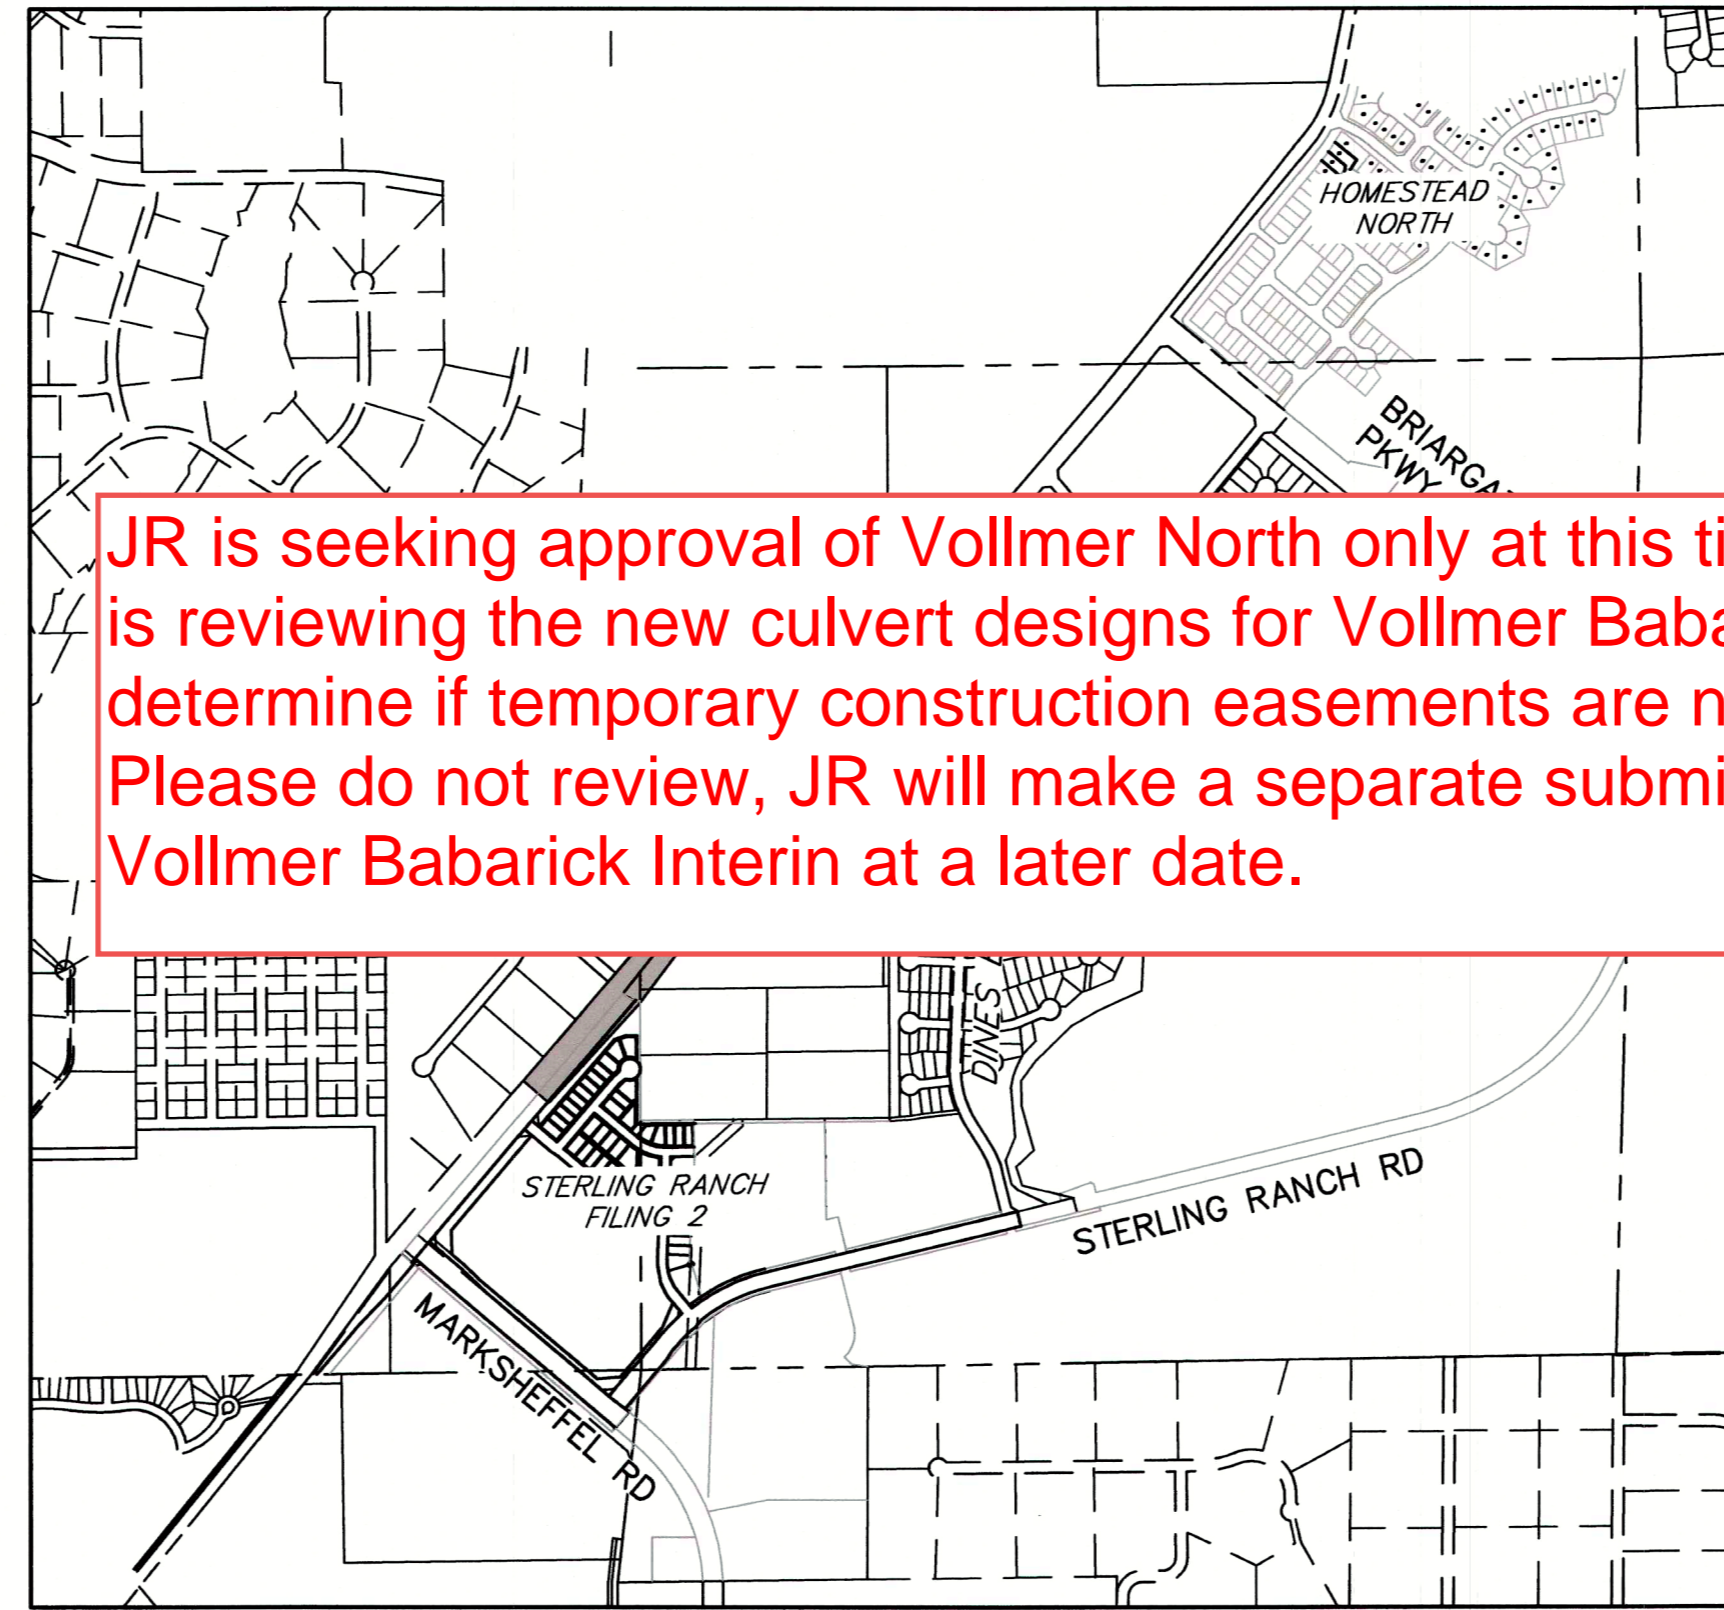 HOMESTEAD
NORTH
BRIARGA
PKWY
JR is seeking approval of Vollmer North only at this ti
is reviewing the new culvert designs for Vollmer Baba
determine if temporary construction easements are n
Please do not review, JR will make a separate submi
Vollmer Babarick Interin at a later date.
DINES
STERLING RANCH
FILING 2
STERLING RANCH RD
MARKSHEFFEL RD